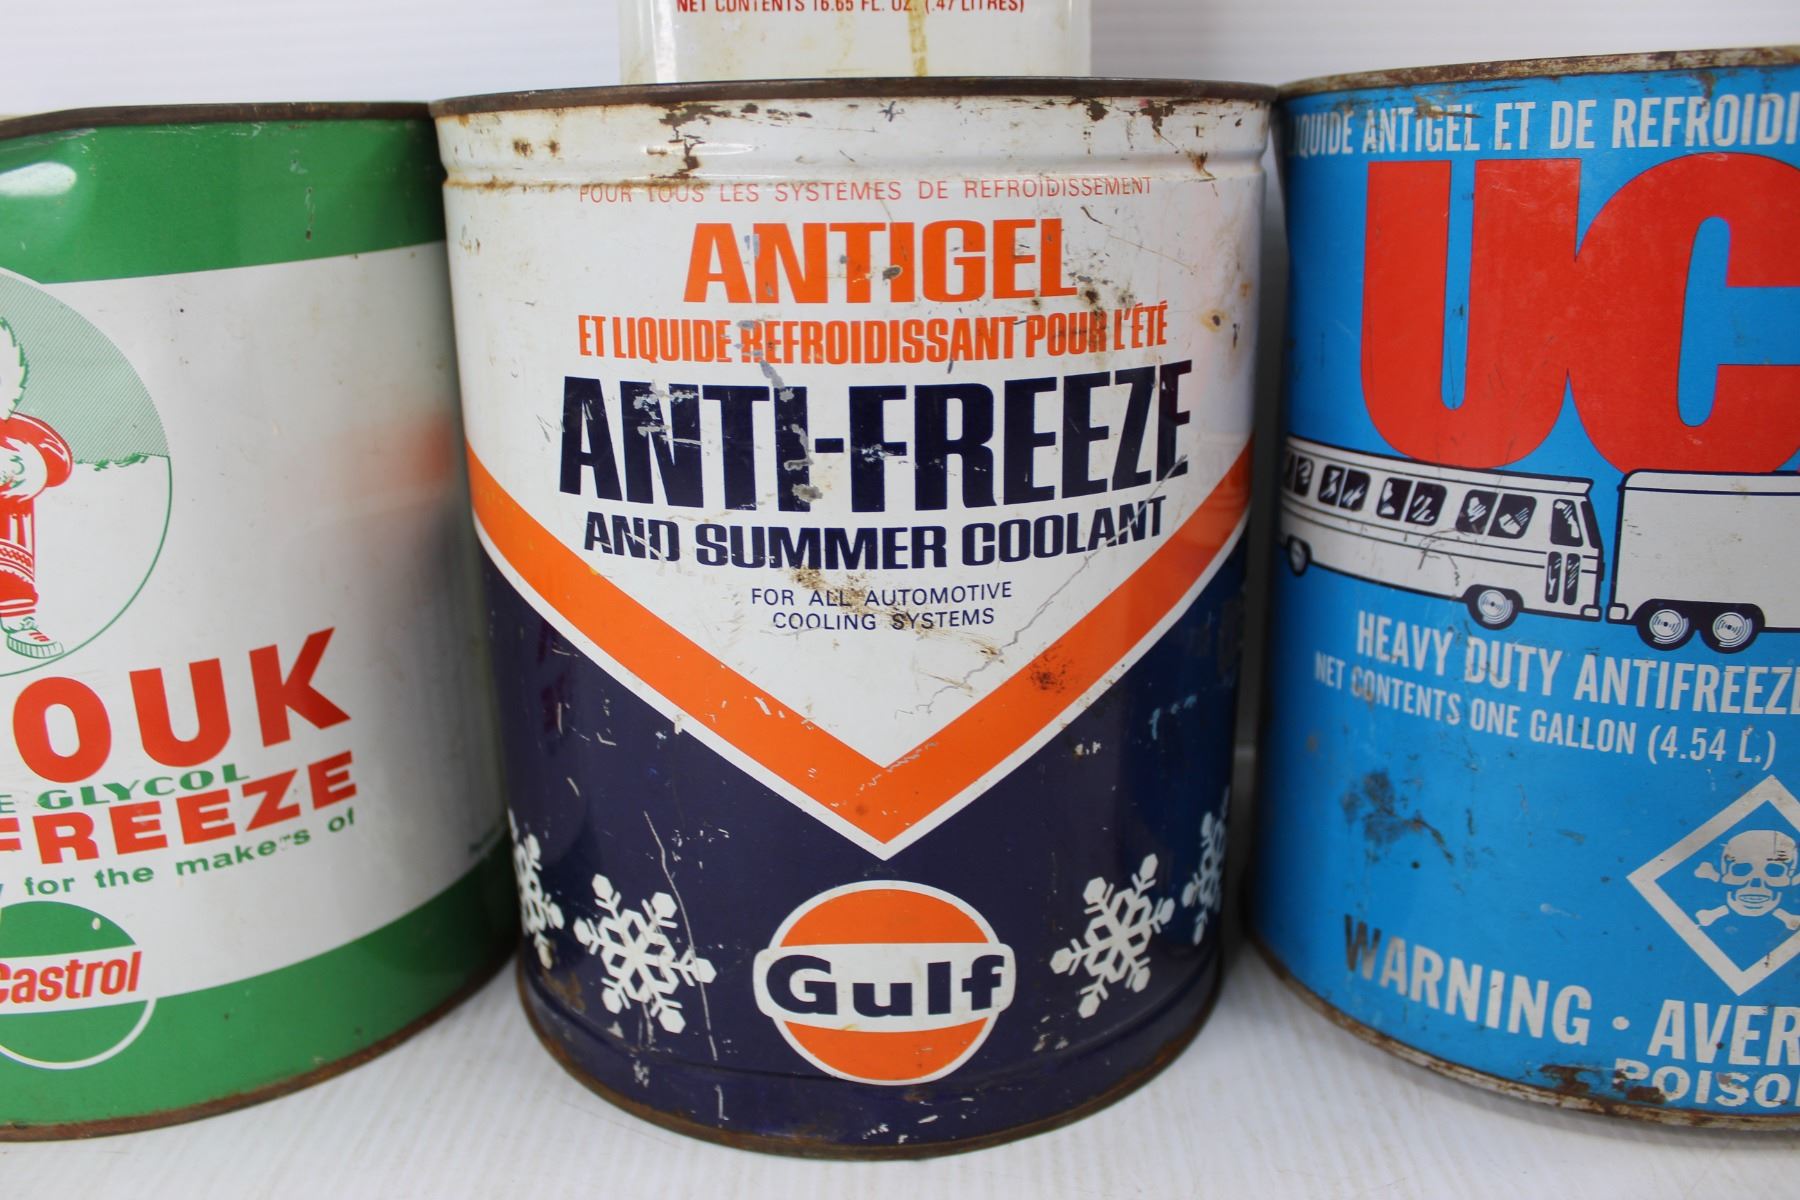 NET CONTENTS 16.65 FL. OZ. (.47 LITRES)
OUK
E GLYCOL
FREEZE
for the makers of
Castrol
POUR TOUS LES SYSTÈMES DE REFROIDISSEMENT
ANTIGEL
ET LIQUIDE REFROIDISSANT POUR L'ÉTÉ
ANTI-FREEZE
AND SUMMER COOLANT
FOR ALL AUTOMOTIVE
COOLING SYSTEMS
Gulf
LIQUIDE ANTIGEL ET DE REFROIDI
UC
HEAVY DUTY ANTIFREEZE
NET CONTENTS ONE GALLON (4.54 L.)
WARNING · AVER
POISO